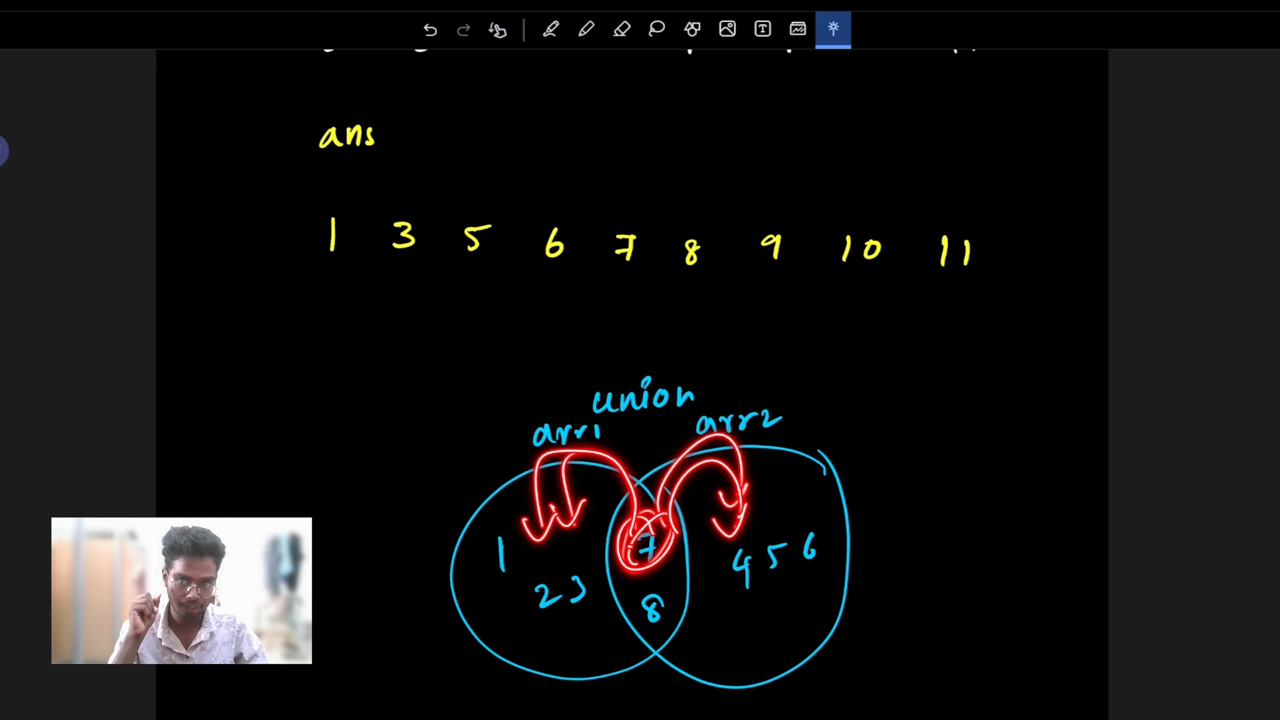 ans
1 3 5 6 7 8 9 10 11
union
arr1 arr2
1 7 4 5 6
2 3 8